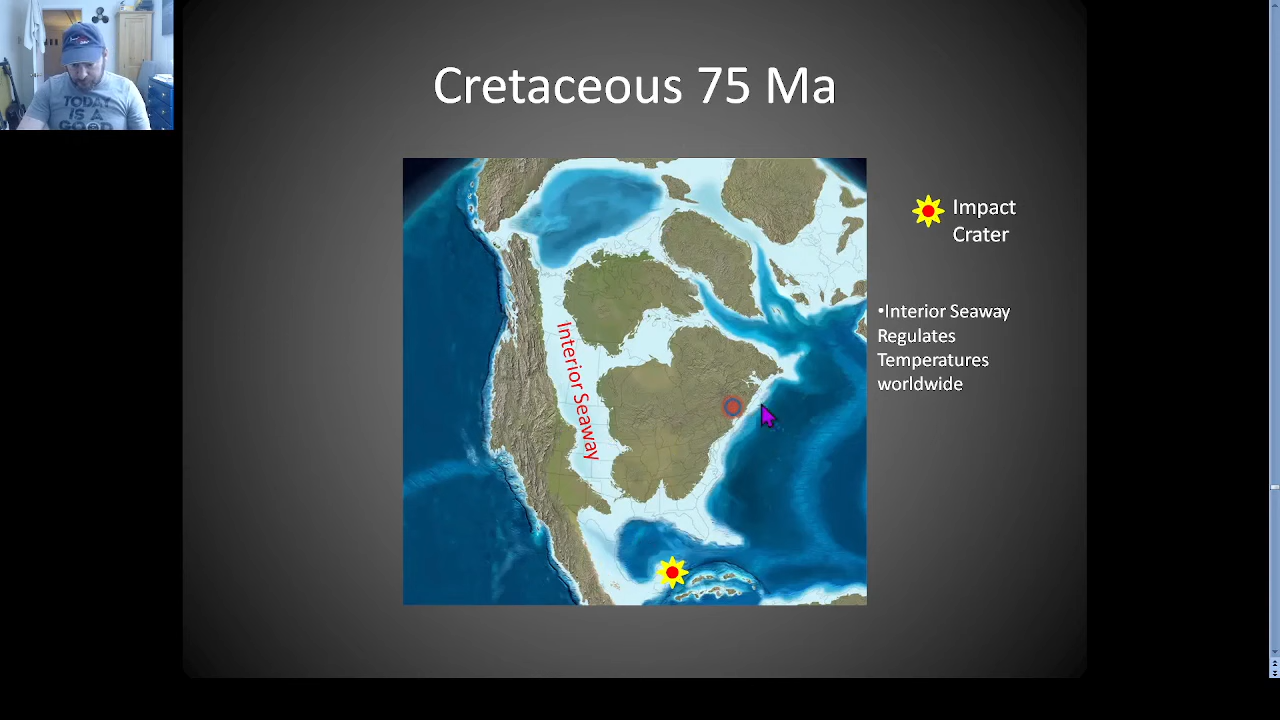 Cretaceous 75 Ma
TODAY
IS A
GOOD
Interior Seaway
Impact
Crater
•Interior Seaway
Regulates
Temperatures
worldwide